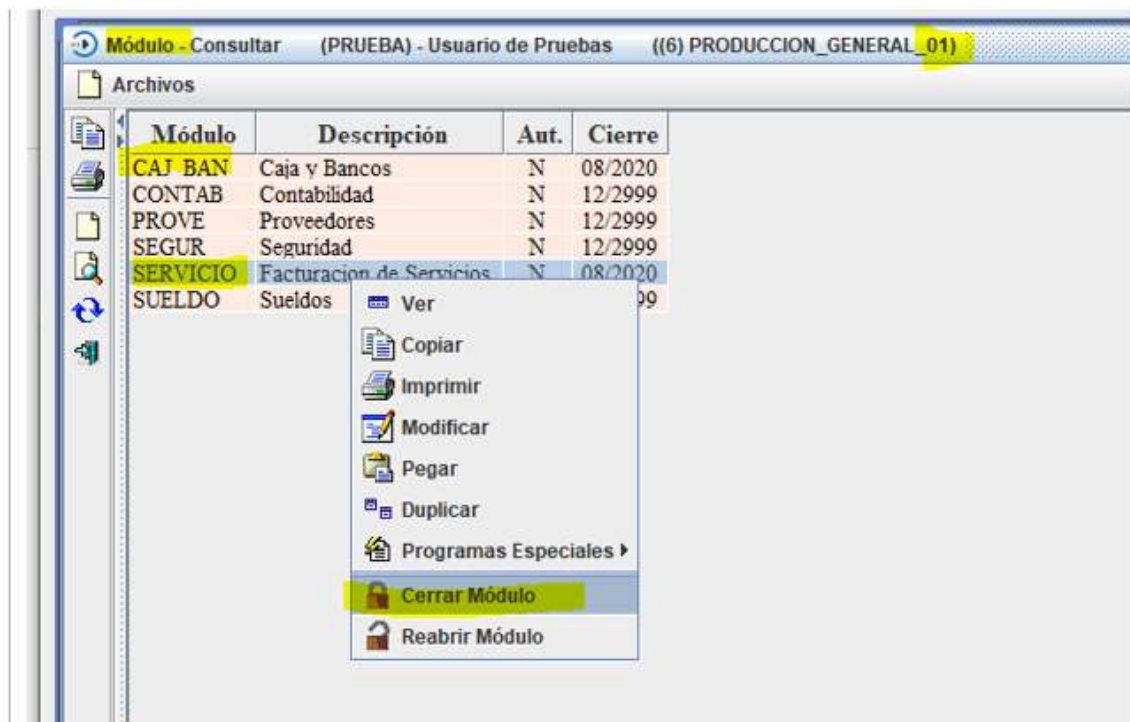 Módulo - Consultar (PRUEBA) - Usuario de Pruebas ((6) PRODUCCION_GENERAL_01)
Archivos
Módulo Descripción Aut. Cierre
CAJ_BAN Caja y Bancos N 08/2020
CONTAB Contabilidad N 12/2999
PROVE Proveedores N 12/2999
SEGUR Seguridad N 12/2999
SERVICIO Facturacion de Servicios N 08/2020
SUELDO Sueldos 99
Ver
Copiar
Imprimir
Modificar
Pegar
Duplicar
Programas Especiales
Cerrar Módulo
Reabrir Módulo